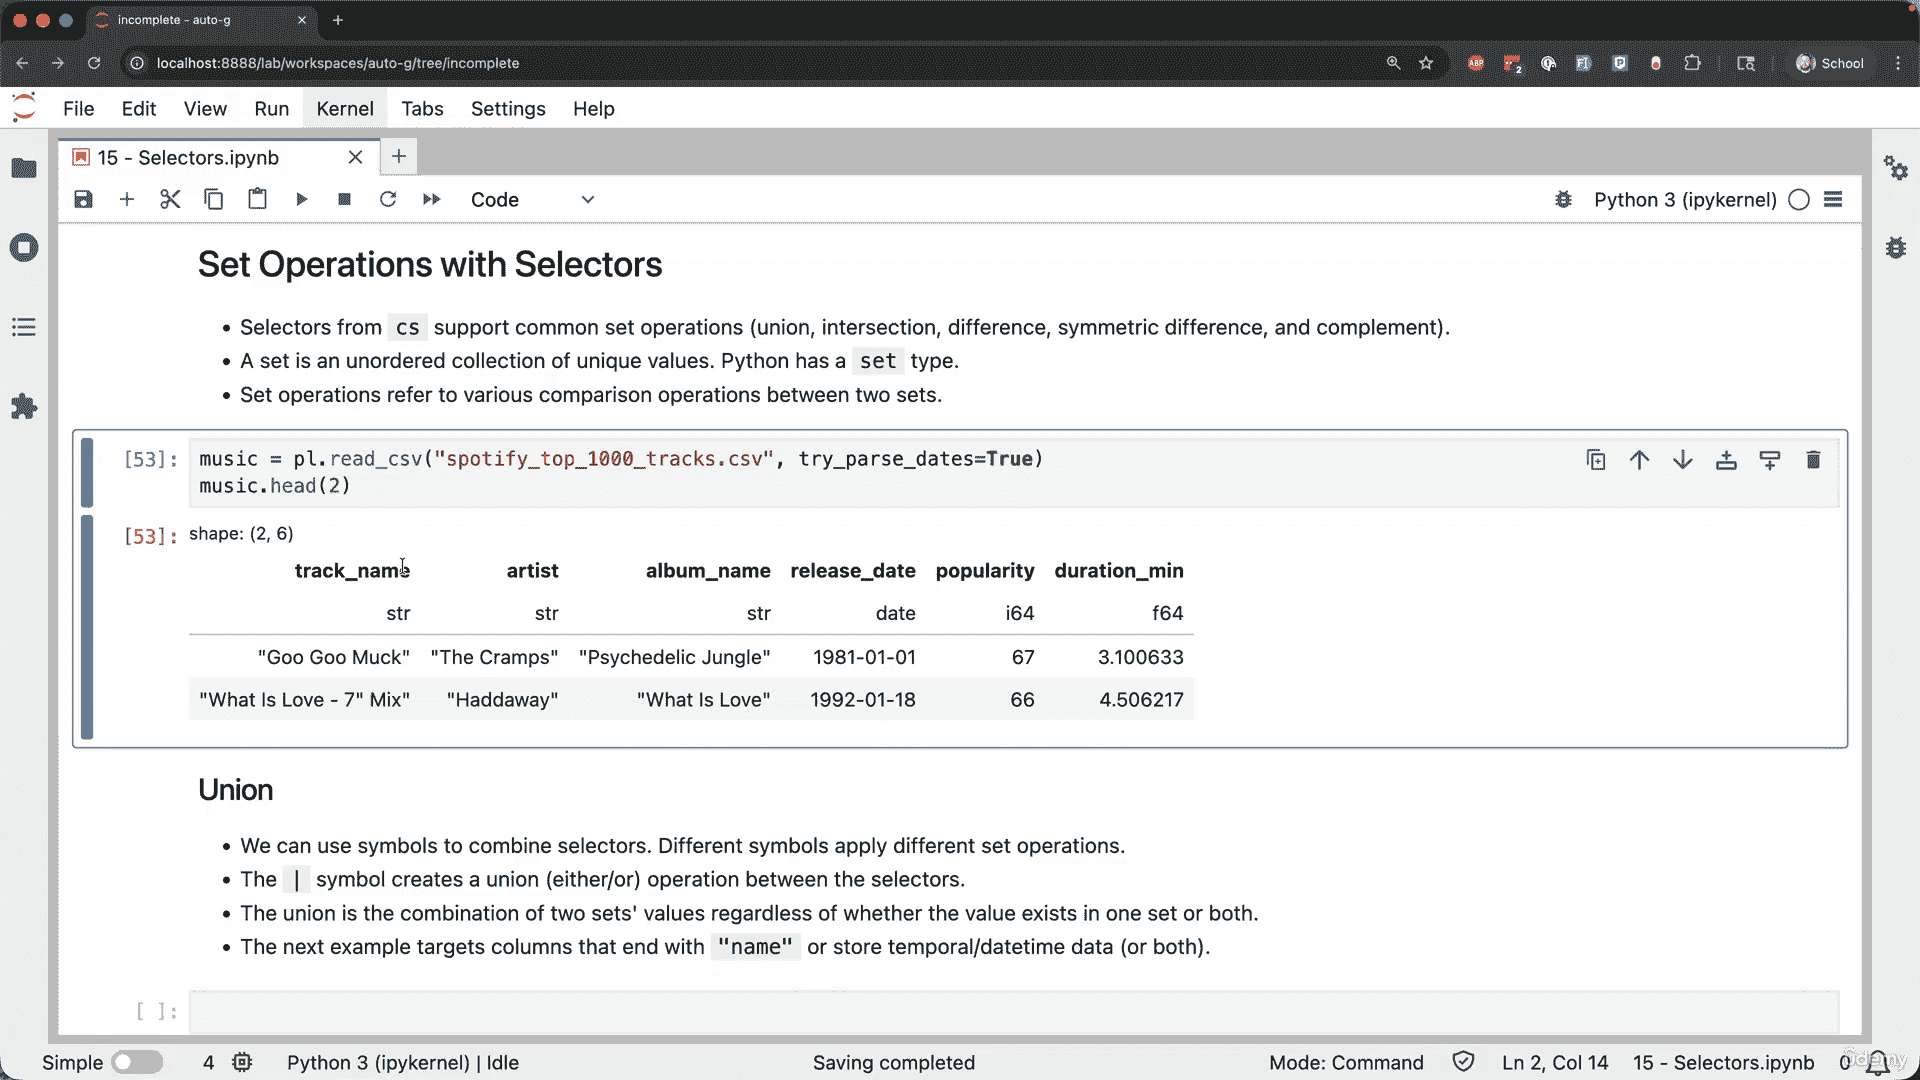 incomplete - auto-g
localhost:8888/lab/workspaces/auto-g/tree/incomplete
ABP
2
School
File Edit View Run Kernel Tabs Settings Help
15 - Selectors.ipynb
Code
Python 3 (ipykernel)
Set Operations with Selectors
• Selectors from cs support common set operations (union, intersection, difference, symmetric difference, and complement).
• A set is an unordered collection of unique values. Python has a set type.
• Set operations refer to various comparison operations between two sets.
[53]: music = pl.read_csv("spotify_top_1000_tracks.csv", try_parse_dates=True)
music.head(2)
[53]: shape: (2, 6)
track_name artist album_name release_date popularity duration_min
str str str date i64 f64
"Goo Goo Muck" "The Cramps" "Psychedelic Jungle" 1981-01-01 67 3.100633
"What Is Love - 7" Mix" "Haddaway" "What Is Love" 1992-01-18 66 4.506217
Union
• We can use symbols to combine selectors. Different symbols apply different set operations.
• The | symbol creates a union (either/or) operation between the selectors.
• The union is the combination of two sets' values regardless of whether the value exists in one set or both.
• The next example targets columns that end with "name" or store temporal/datetime data (or both).
[ ]:
Simple 4 Python 3 (ipykernel) | Idle Saving completed Mode: Command Ln 2, Col 14 15 - Selectors.ipynb 0
Udemy